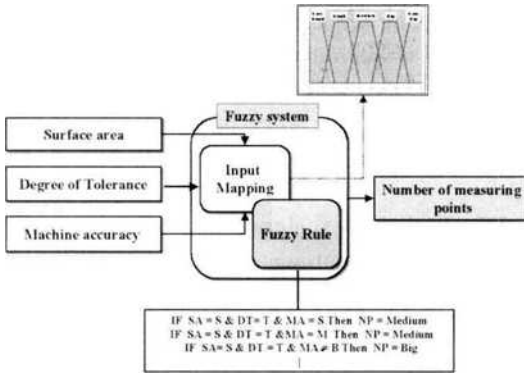 Small
Big
Fuzzy system
Surface area
Input
Mapping
Degree of Tolerance
Number of measuring
points
Machine accuracy
Fuzzy Rule
IF SA = S & DT= T & MA = S Then NP = Medium
IF SA = S & DT = T &MA = M Then NP = Medium
IF SA= S & DT = T & MA ≠ B Then NP = Big